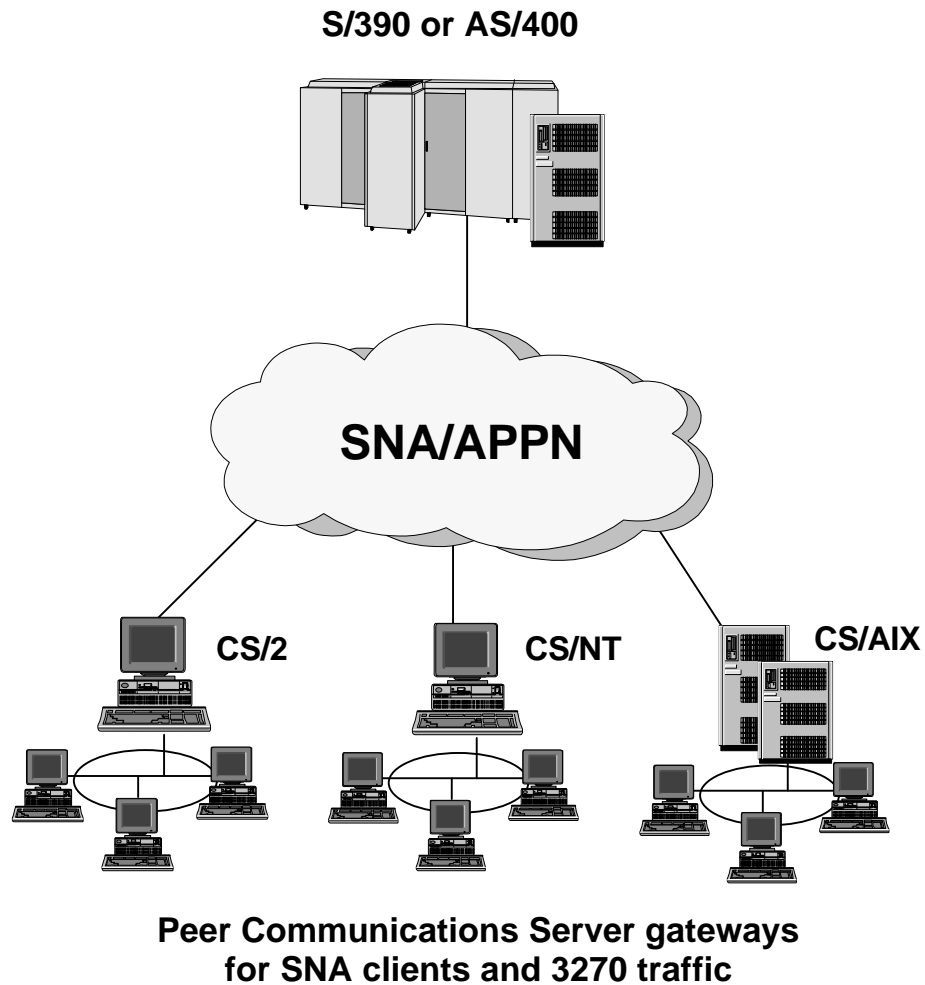 S/390 or AS/400
SNA/APPN
CS/2
CS/NT
CS/AIX
Peer Communications Server gateways
for SNA clients and 3270 traffic